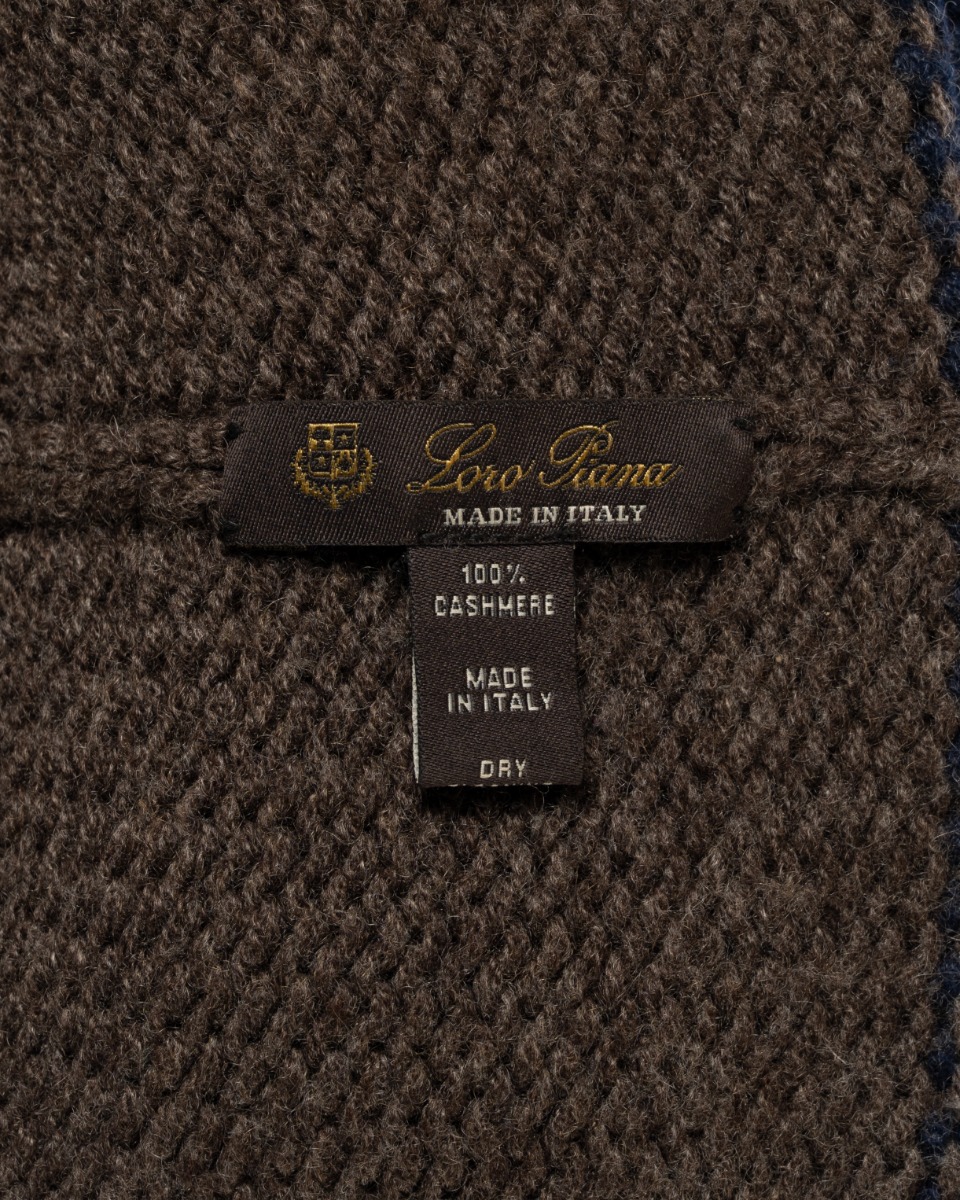 Loro Piana
MADE IN ITALY
100%
CASHMERE
MADE
IN ITALY
DRY